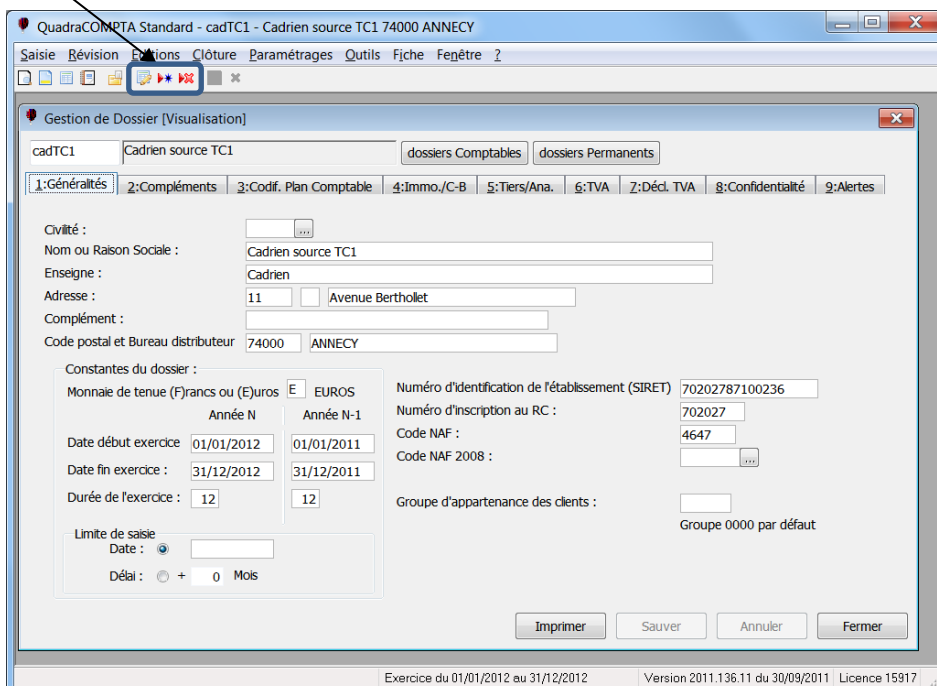 QuadraCOMPTA Standard - cadTC1 - Cadrien source TC1 74000 ANNECY
Saisie Révision Editions Clôture Paramétrages Outils Fiche Fenêtre ?
Gestion de Dossier [Visualisation]
cadTC1 Cadrien source TC1 dossiers Comptables dossiers Permanents
1:Généralités 2:Compléments 3:Codif. Plan Comptable 4:Immo./C-B 5:Tiers/Ana. 6:TVA 7:Décl. TVA 8:Confidentialité 9:Alertes
Civilité : ...
Nom ou Raison Sociale : Cadrien source TC1
Enseigne : Cadrien
Adresse : 11 Avenue Berthollet
Complément :
Code postal et Bureau distributeur 74000 ANNECY
Constantes du dossier :
Monnaie de tenue (F)rancs ou (E)uros E EUROS
Année N Année N-1
Date début exercice 01/01/2012 01/01/2011
Date fin exercice : 31/12/2012 31/12/2011
Durée de l'exercice : 12 12
Limite de saisie
Date :
Délai : + 0 Mois
Numéro d'identification de l'établissement (SIRET) 70202787100236
Numéro d'inscription au RC : 702027
Code NAF : 4647
Code NAF 2008 : ...
Groupe d'appartenance des clients :
Groupe 0000 par défaut
Imprimer Sauver Annuler Fermer
Exercice du 01/01/2012 au 31/12/2012 Version 2011.136.11 du 30/09/2011 Licence 15917